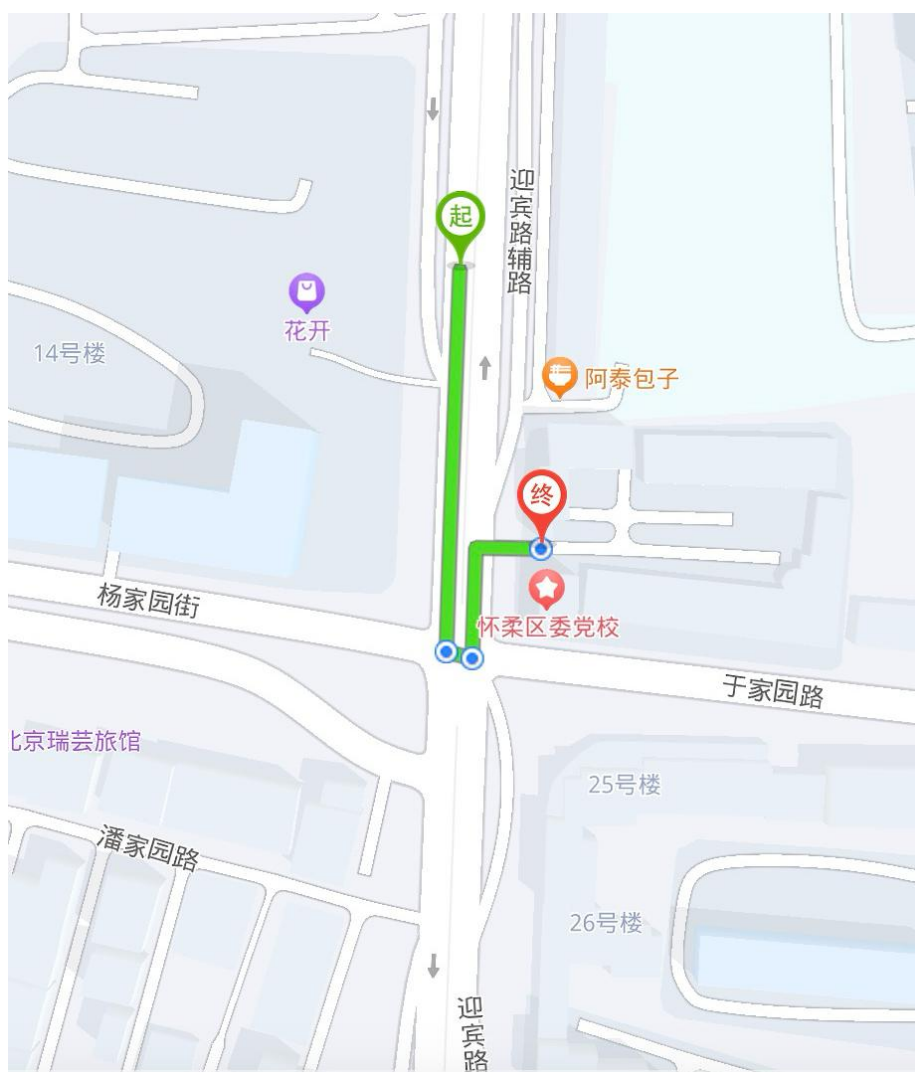 迎宾路辅路
起
花开
14号楼
阿泰包子
终
杨家园街
怀柔区委党校
于家园路
北京瑞芸旅馆
25号楼
潘家园路
26号楼
迎宾路